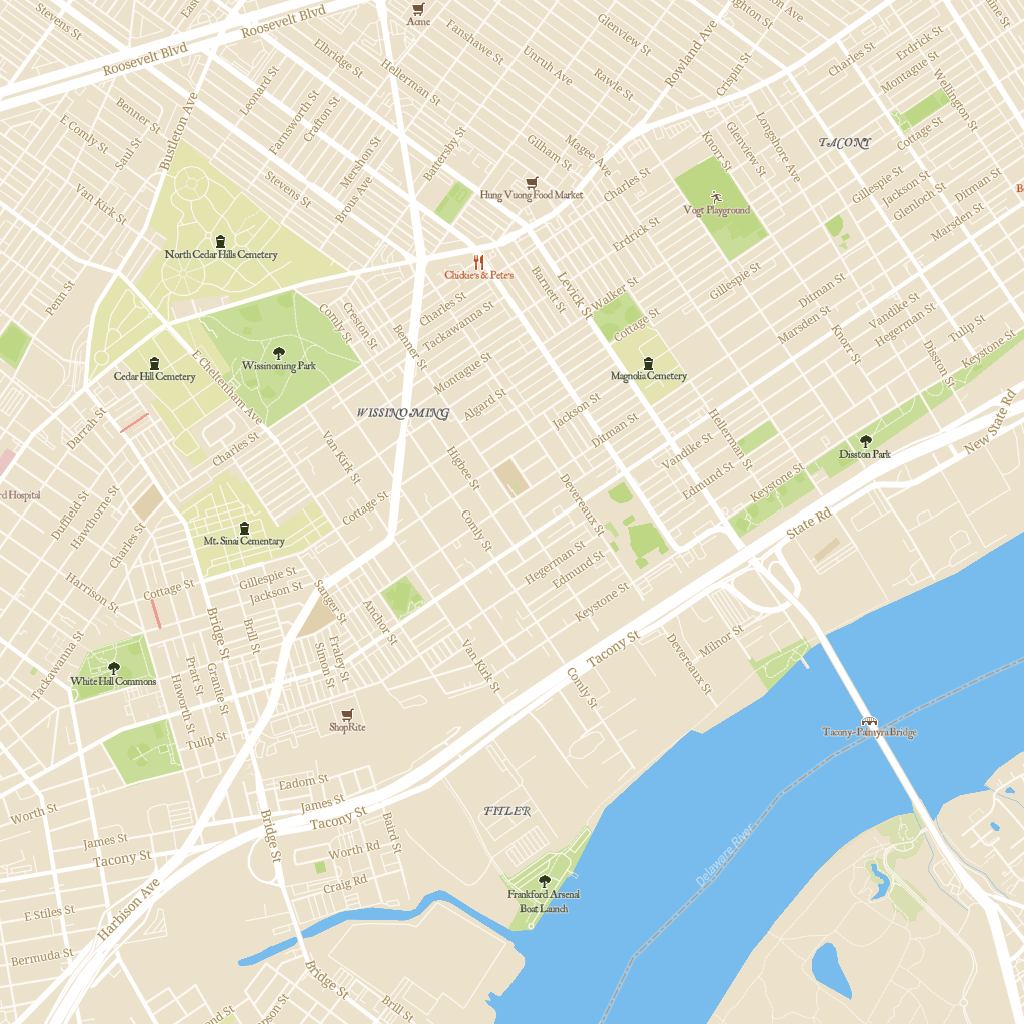 Stevens St
Roosevelt Blvd
Roosevelt Blvd
Acme
Fanshawe St
Glenview St
Rowland Ave
Charles St
Erdrick St
Montague St
Wellington St
Elbridge St
Hellerman St
Unruh Ave
Rawle St
Crispin St
Leonard St
Farnsworth St
Crafton St
Benner St
E Comly St
Saul St
Bustleton Ave
Mershon St
Brous Ave
Battersby St
Gilham St
Magee Ave
Knorr St
Glenview St
Longshore Ave
TACONY
Cottage St
Van Kirk St
Stevens St
Hung Vuong Food Market
Charles St
Vogt Playground
Gillespie St
Jackson St
Glenloch St
Ditman St
Marsden St
North Cedar Hills Cemetery
Erdrick St
Chickie's & Pete's
Penn St
Barnett St
Levick St
Walker St
Gillespie St
Comly St
Creston St
Charles St
Tackawanna St
Benner St
Cottage St
Ditman St
Marsden St
Vandike St
Hegerman St
Tulip St
Knorr St
Disston St
Keystone St
Wissinoming Park
Cedar Hill Cemetery
E Cheltenham Ave
Montague St
Magnolia Cemetery
WISSINOMING
Algard St
Jackson St
Ditman St
Hellerman St
Darrah St
Charles St
Van Kirk St
Higbee St
Vandike St
Disston Park
New State Rd
Edmund St
Keystone St
Devereaux St
State Rd
rd Hospital
Duffield St
Hawthorne St
Charles St
Cottage St
Comly St
Mt. Sinai Cementary
Hegerman St
Edmund St
Keystone St
Harrison St
Cottage St
Gillespie St
Jackson St
Sanger St
Anchor St
Bridge St
Brill St
Tackawanna St
White Hall Commons
Pratt St
Haworth St
Granite St
Simon St
Fraley St
Van Kirk St
Tacony St
Comly St
Devereaux St
Milnor St
ShopRite
Tulip St
Tacony-Palmyra Bridge
Eadom St
James St
Tacony St
FITLER
Worth St
James St
Tacony St
Bridge St
Worth Rd
Baird St
Craig Rd
Delaware River
Frankford Arsenal
Boat Launch
E Stiles St
Harbison Ave
Bermuda St
Bridge St
Brill St